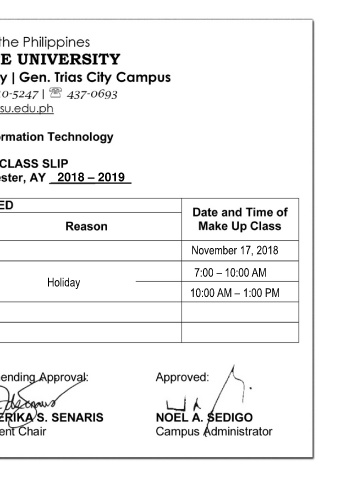 the Philippines
E UNIVERSITY
y | Gen. Trias City Campus
0-5247 | ☏ 437-0693
su.edu.ph
rmation Technology
CLASS SLIP
ester, AY 2018 – 2019
ED
Reason
Date and Time of
Make Up Class
November 17, 2018
Holiday
7:00 – 10:00 AM
10:00 AM – 1:00 PM
ending Approval:
Approved:
ERIKA S. SENARIS
NOEL A. SEDIGO
ent Chair
Campus Administrator